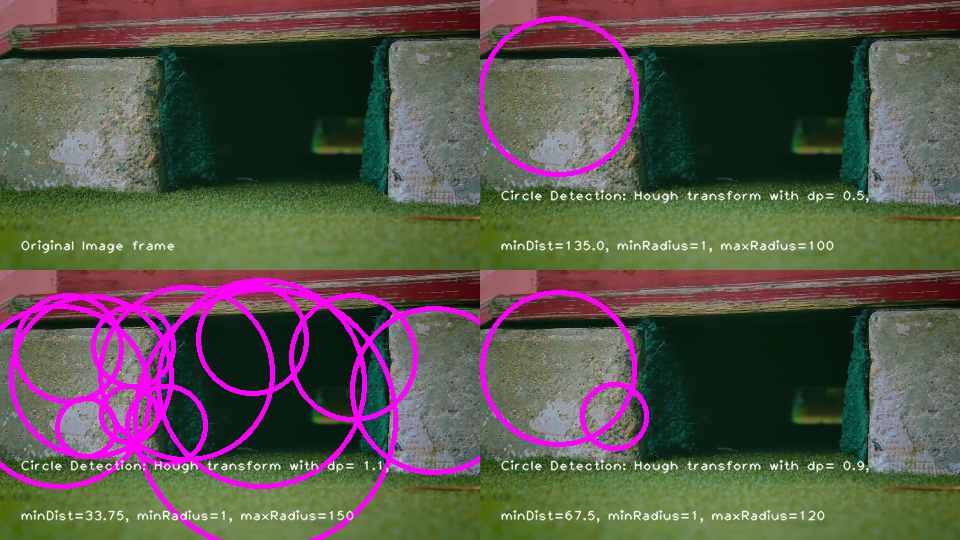 Original Image frame
Circle Detection: Hough transform with dp= 0.5,
minDist=135.0, minRadius=1, maxRadius=100
Circle Detection: Hough transform with dp= 1.1,
minDist=33.75, minRadius=1, maxRadius=150
Circle Detection: Hough transform with dp= 0.9,
minDist=67.5, minRadius=1, maxRadius=120